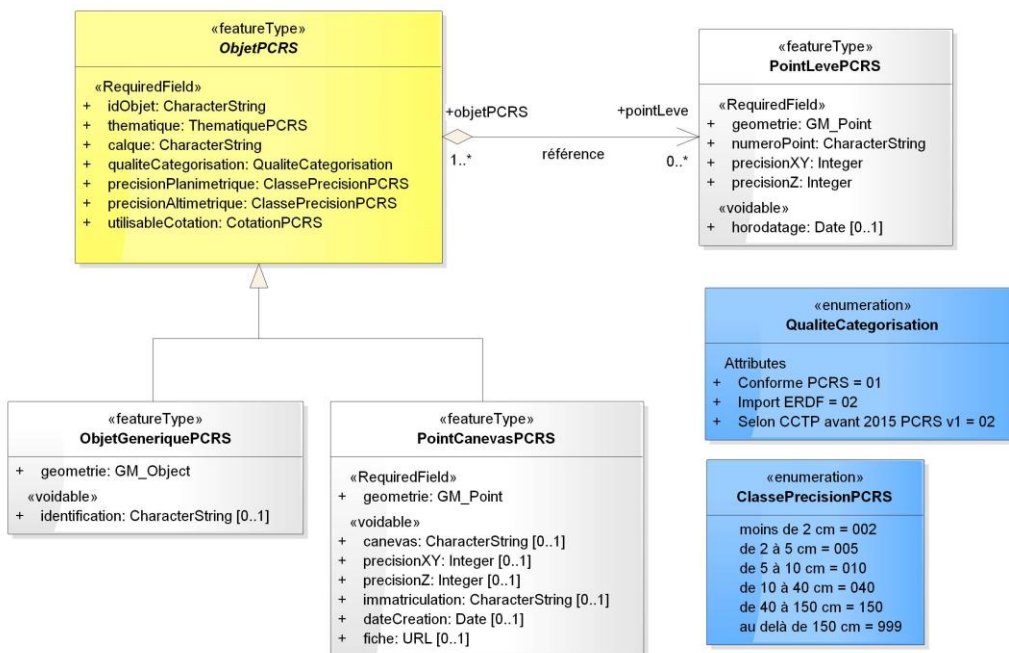 «featureType»
ObjetPCRS
«RequiredField»
+ idObjet: CharacterString
+ thematique: ThematiquePCRS
+ calque: CharacterString
+ qualiteCategorisation: QualiteCategorisation
+ precisionPlanimetrique: ClassePrecisionPCRS
+ precisionAltimetrique: ClassePrecisionPCRS
+ utilisableCotation: CotationPCRS
+objetPCRS
1..*
référence
+pointLeve
0..*
«featureType»
PointLevePCRS
«RequiredField»
+ geometrie: GM_Point
+ numeroPoint: CharacterString
+ precisionXY: Integer
+ precisionZ: Integer
«voidable»
+ horodatage: Date [0..1]
«enumeration»
QualiteCategorisation
Attributes
+ Conforme PCRS = 01
+ Import ERDF = 02
+ Selon CCTP avant 2015 PCRS v1 = 02
«featureType»
ObjetGeneriquePCRS
+ geometrie: GM_Object
«voidable»
+ identification: CharacterString [0..1]
«featureType»
PointCanevasPCRS
«RequiredField»
+ geometrie: GM_Point
«voidable»
+ canevas: CharacterString [0..1]
+ precisionXY: Integer [0..1]
+ precisionZ: Integer [0..1]
+ immatriculation: CharacterString [0..1]
+ dateCreation: Date [0..1]
+ fiche: URL [0..1]
«enumeration»
ClassePrecisionPCRS
moins de 2 cm = 002
de 2 à 5 cm = 005
de 5 à 10 cm = 010
de 10 à 40 cm = 040
de 40 à 150 cm = 150
au delà de 150 cm = 999